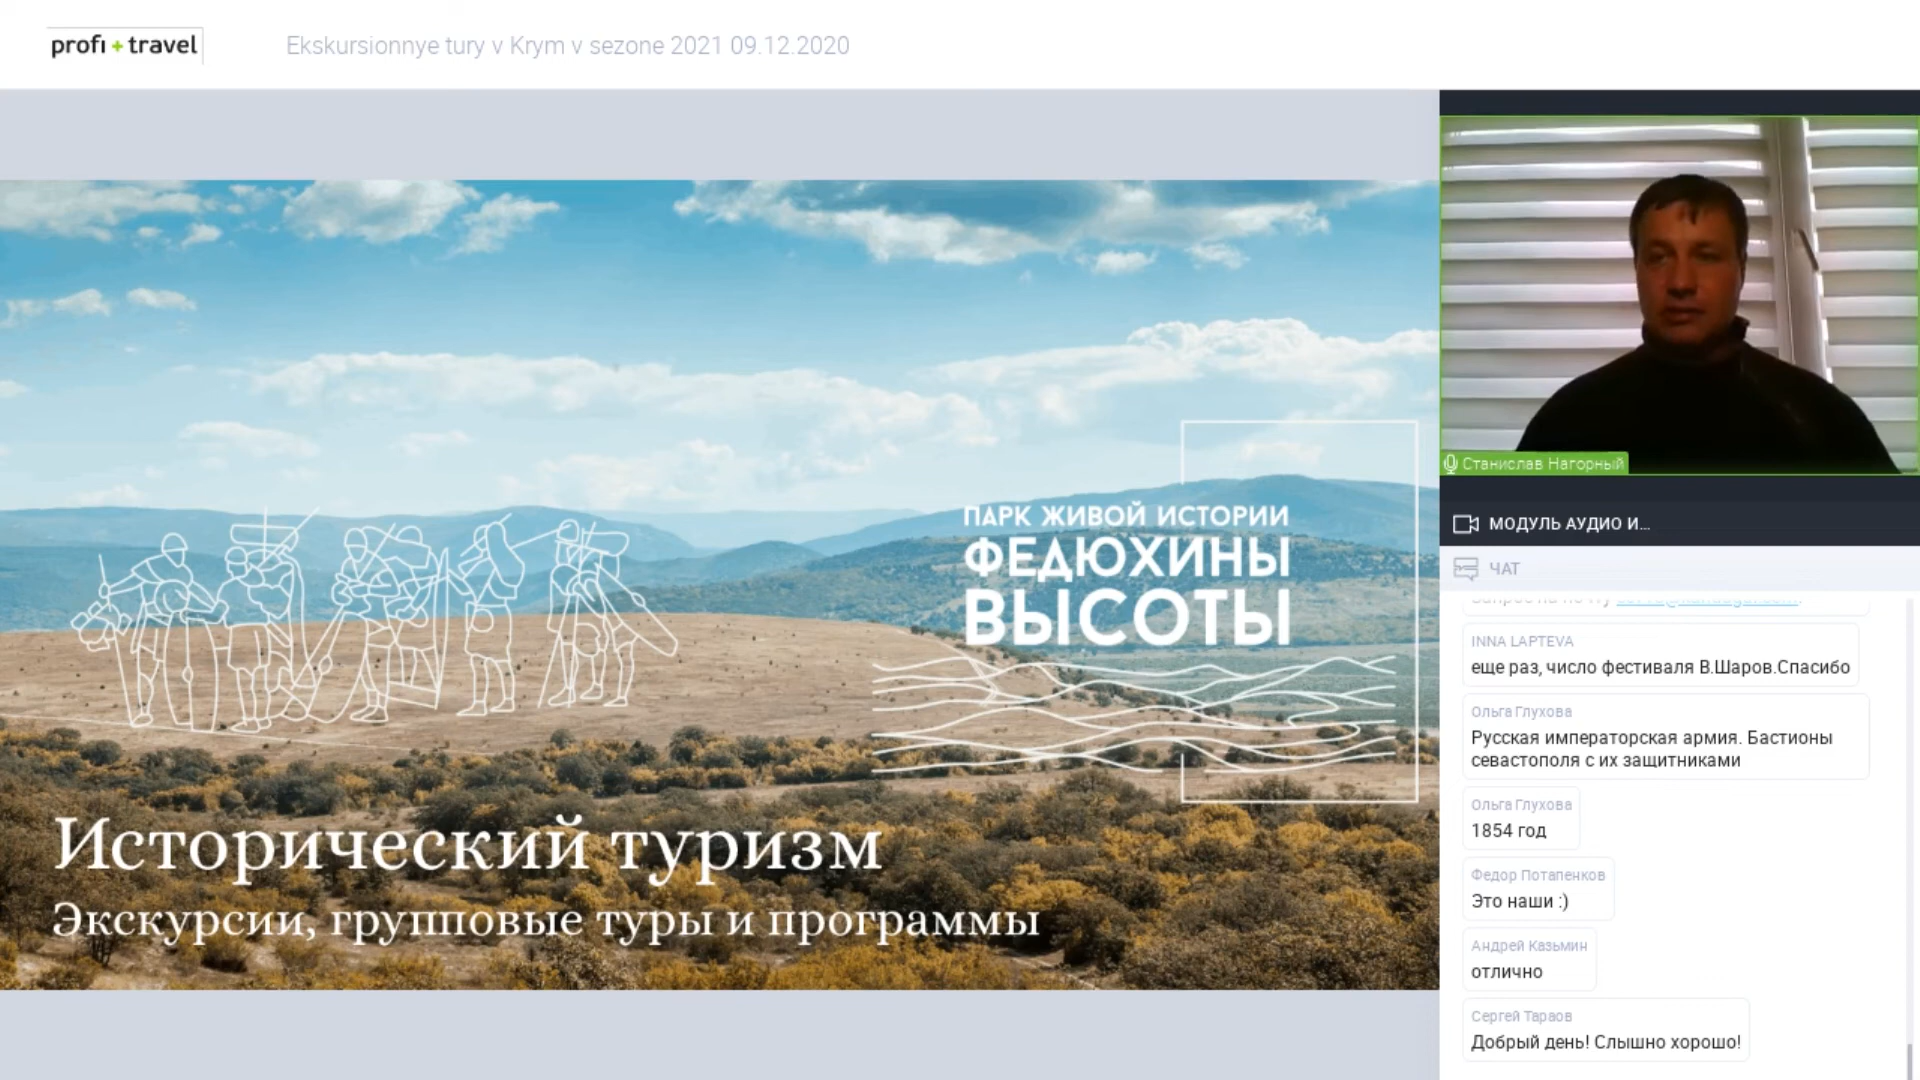 profi + travel
Ekskursionnye tury v Krym v sezone 2021 09.12.2020
ПАРК ЖИВОЙ ИСТОРИИ
ФЕДЮХИНЫ
ВЫСОТЫ
Исторический туризм
Экскурсии, групповые туры и программы
Станислав Нагорный
МОДУЛЬ АУДИО И...
ЧАТ
INNA LAPTEVA
еще раз, число фестиваля В.Шаров.Спасибо
Ольга Глухова
Русская императорская армия. Бастионы
севастополя с их защитниками
Ольга Глухова
1854 год
Федор Потапенков
Это наши :)
Андрей Казьмин
отлично
Сергей Тараов
Добрый день! Слышно хорошо!